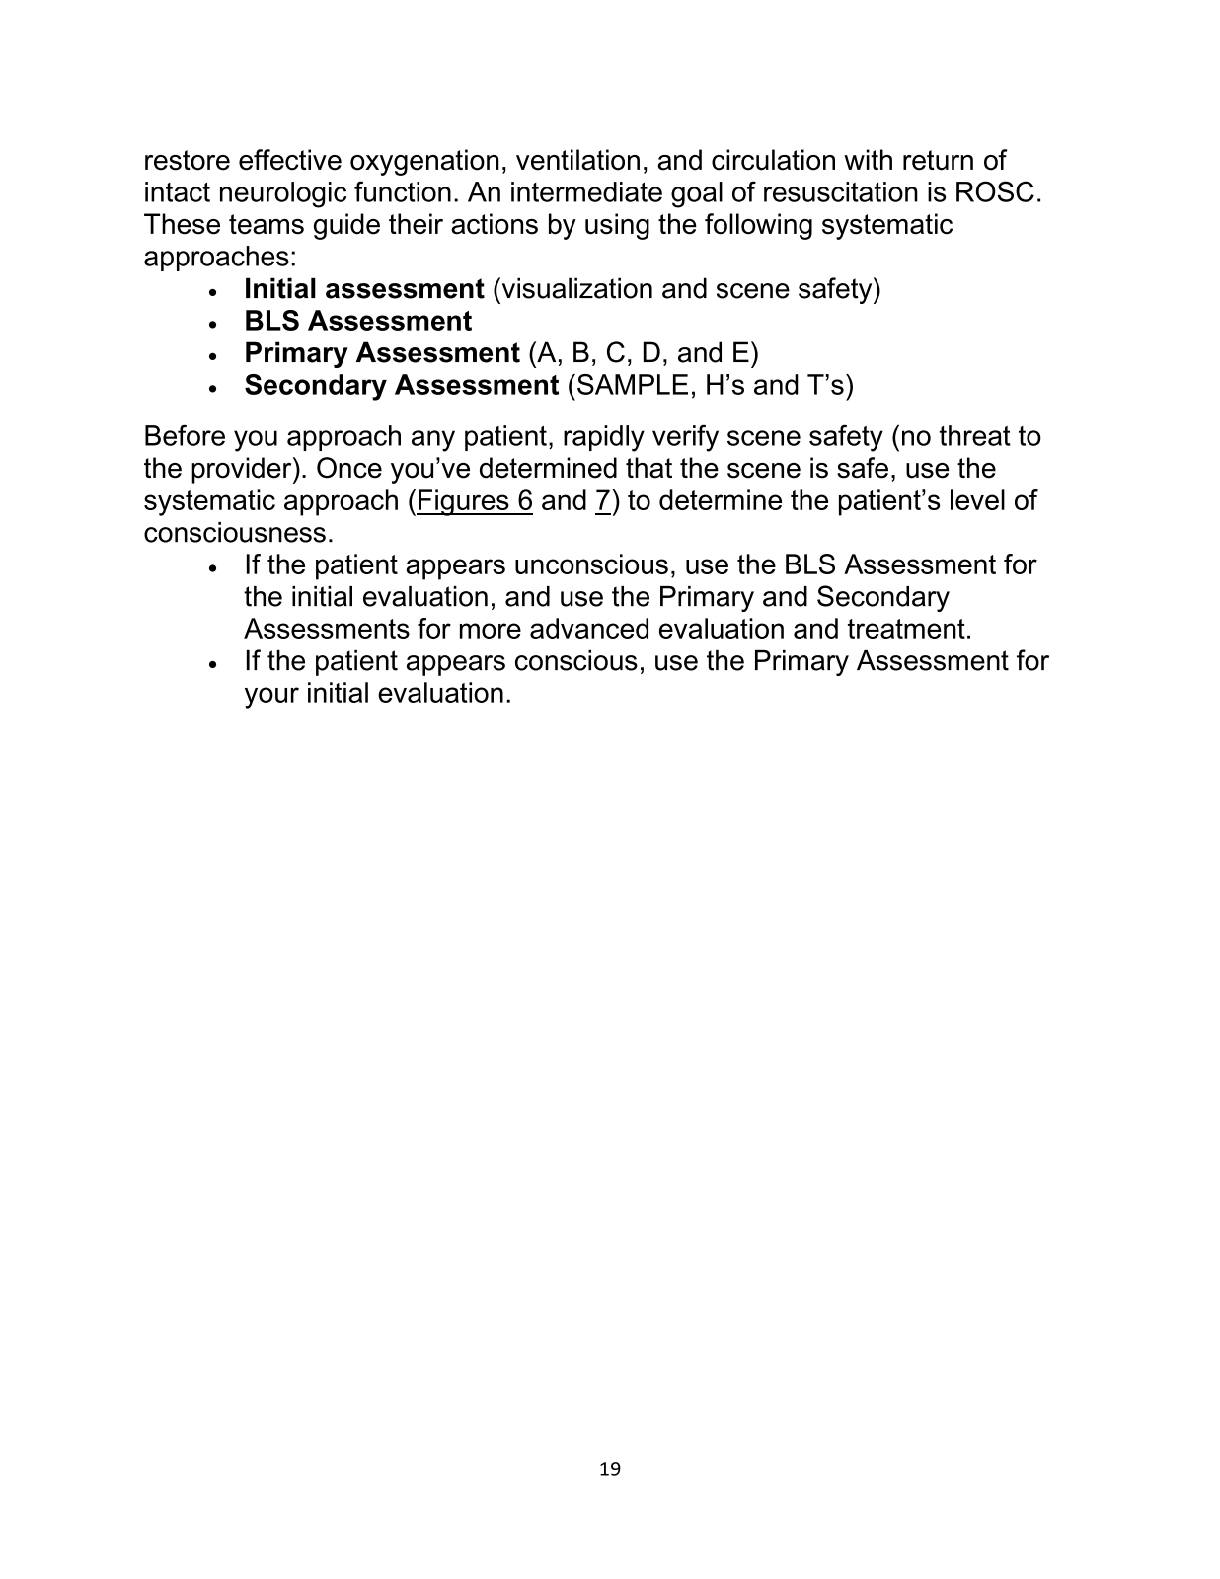 restore effective oxygenation, ventilation, and circulation with return of
intact neurologic function. An intermediate goal of resuscitation is ROSC.
These teams guide their actions by using the following systematic
approaches:
• Initial assessment (visualization and scene safety)
• BLS Assessment
• Primary Assessment (A, B, C, D, and E)
• Secondary Assessment (SAMPLE, H’s and T’s)
Before you approach any patient, rapidly verify scene safety (no threat to
the provider). Once you’ve determined that the scene is safe, use the
systematic approach (Figures 6 and 7) to determine the patient’s level of
consciousness.
• If the patient appears unconscious, use the BLS Assessment for
the initial evaluation, and use the Primary and Secondary
Assessments for more advanced evaluation and treatment.
• If the patient appears conscious, use the Primary Assessment for
your initial evaluation.
19